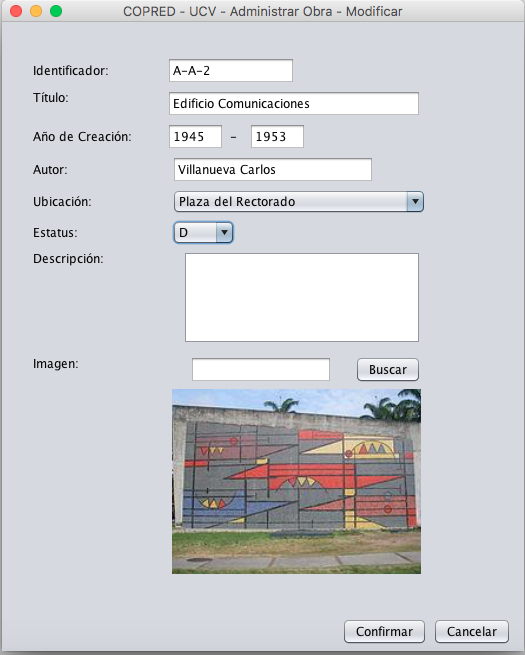 COPRED - UCV - Administrar Obra - Modificar
Identificador: A-A-2
Título: Edificio Comunicaciones
Año de Creación: 1945 - 1953
Autor: Villanueva Carlos
Ubicación: Plaza del Rectorado
Estatus: D
Descripción:
Imagen: Buscar
Confirmar Cancelar